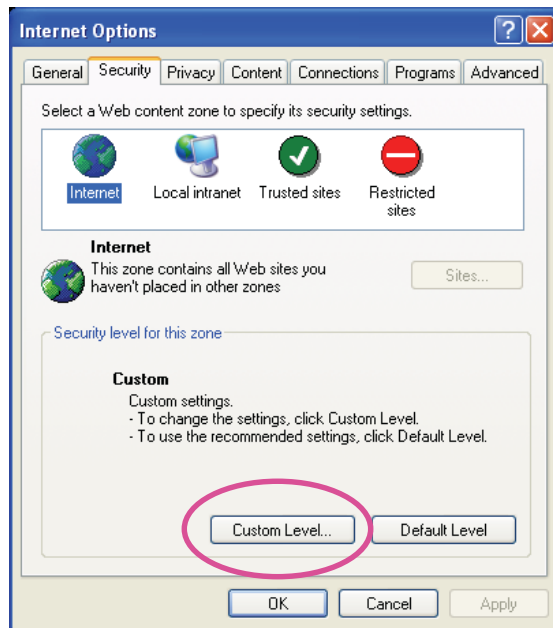 Internet Options
General Security Privacy Content Connections Programs Advanced
Select a Web content zone to specify its security settings.
Internet Local intranet Trusted sites Restricted sites
Internet
This zone contains all Web sites you
haven't placed in other zones
Sites...
Security level for this zone
Custom
Custom settings.
- To change the settings, click Custom Level.
- To use the recommended settings, click Default Level.
Custom Level... Default Level
OK Cancel Apply